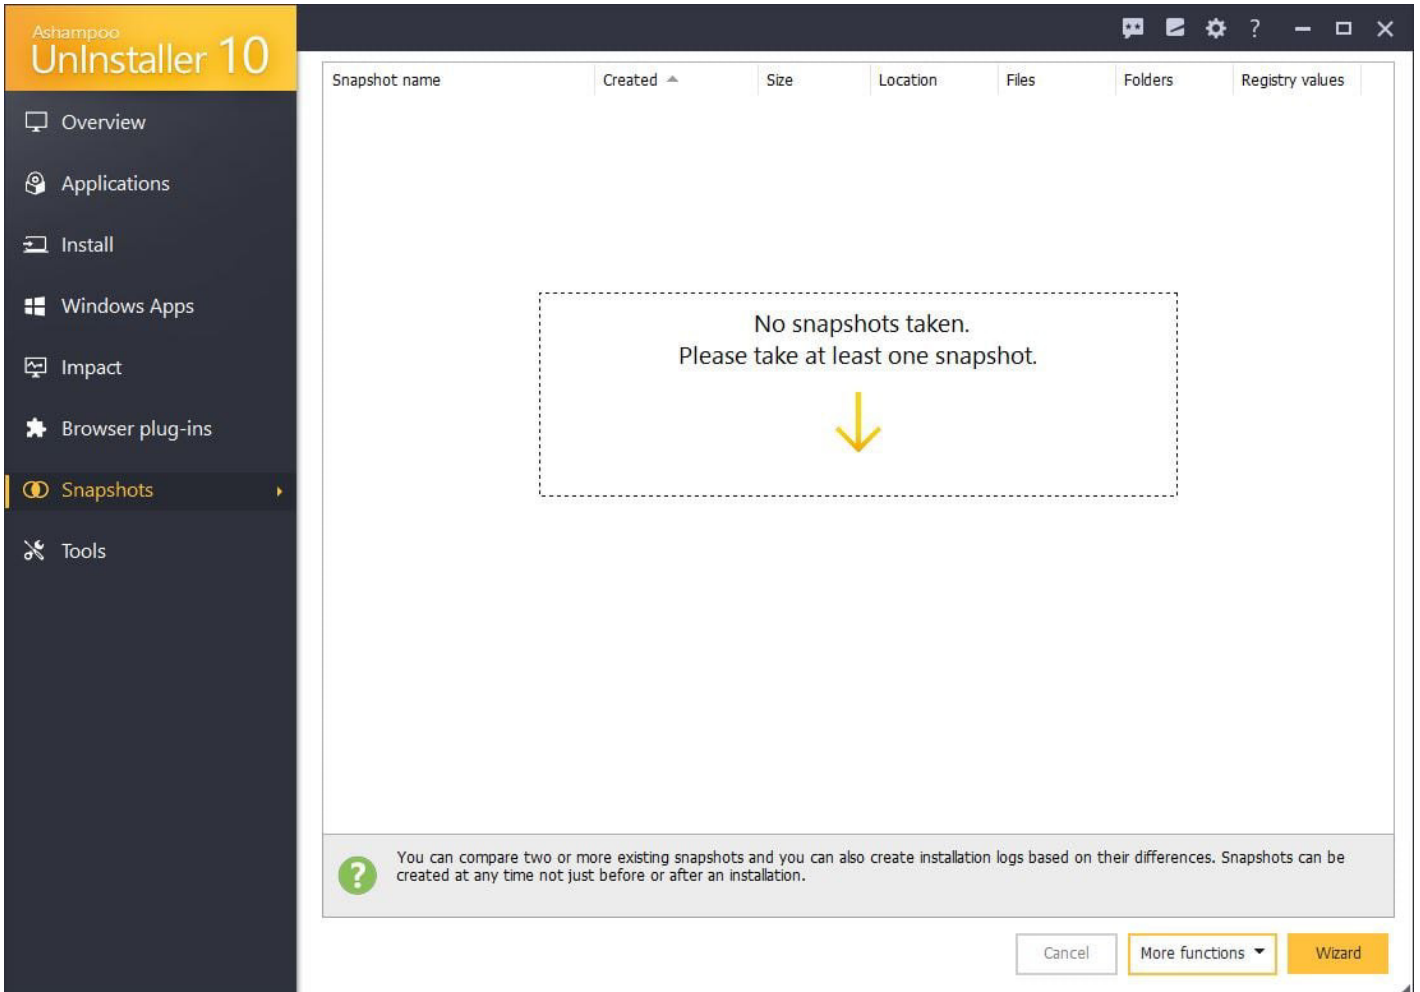 Ashampoo
UnInstaller 10
?
Snapshot name Created Size Location Files Folders Registry values
Overview
Applications
Install
Windows Apps
Impact
Browser plug-ins
Snapshots
Tools
No snapshots taken.
Please take at least one snapshot.
?
You can compare two or more existing snapshots and you can also create installation logs based on their differences. Snapshots can be
created at any time not just before or after an installation.
Cancel More functions Wizard